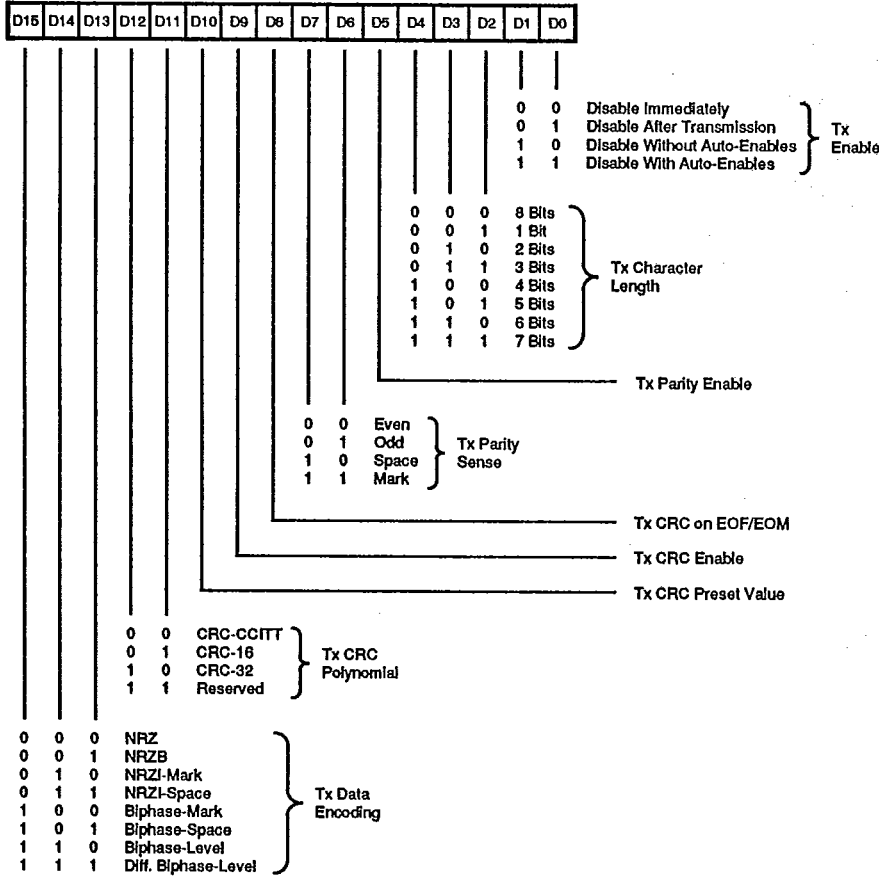 D15 D14 D13 D12 D11 D10 D9 D8 D7 D6 D5 D4 D3 D2 D1 D0
0 0 Disable Immediately
0 1 Disable After Transmission
1 0 Disable Without Auto-Enables
1 1 Disable With Auto-Enables
Tx
Enable
0 0 0 8 Bits
0 0 1 1 Bit
0 1 0 2 Bits
0 1 1 3 Bits
1 0 0 4 Bits
1 0 1 5 Bits
1 1 0 6 Bits
1 1 1 7 Bits
Tx Character
Length
Tx Parity Enable
0 0 Even
0 1 Odd
1 0 Space
1 1 Mark
Tx Parity
Sense
Tx CRC on EOF/EOM
Tx CRC Enable
Tx CRC Preset Value
0 0 CRC-CCITT
0 1 CRC-16
1 0 CRC-32
1 1 Reserved
Tx CRC
Polynomial
0 0 0 NRZ
0 0 1 NRZB
0 1 0 NRZI-Mark
0 1 1 NRZI-Space
1 0 0 Biphase-Mark
1 0 1 Biphase-Space
1 1 0 Biphase-Level
1 1 1 Diff. Biphase-Level
Tx Data
Encoding